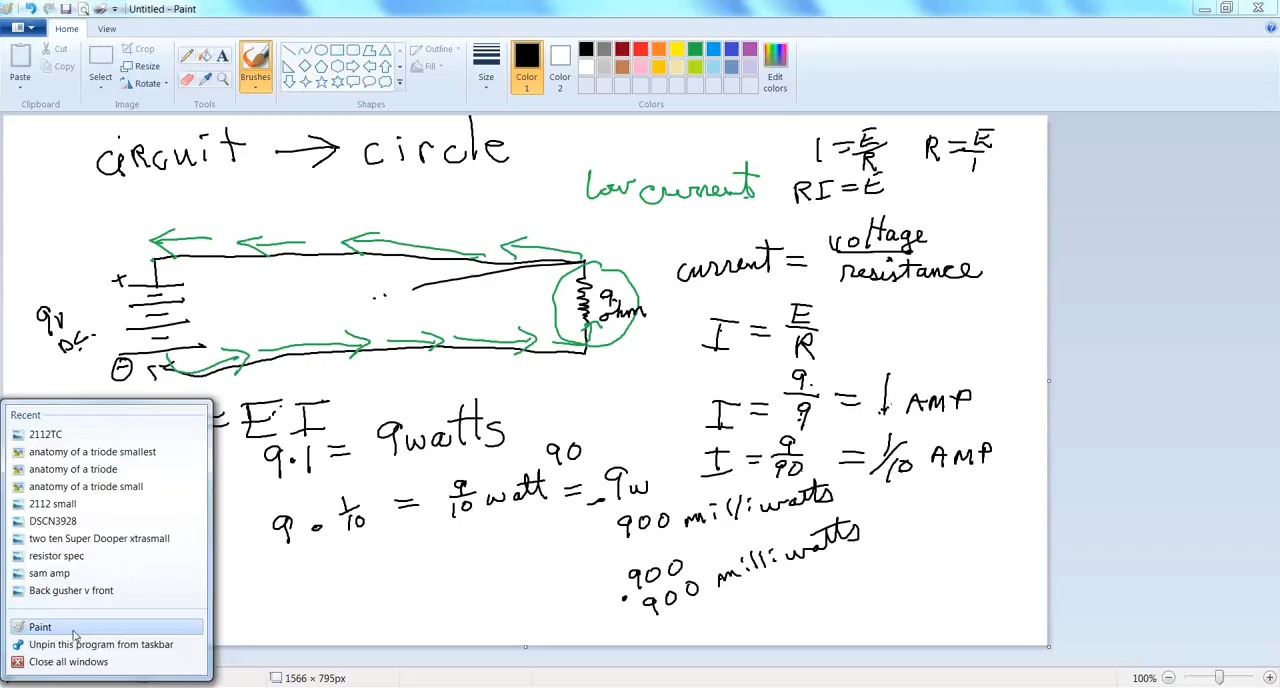 Untitled - Paint
Home
View
Paste
Cut
Copy
Clipboard
Select
Crop
Resize
Rotate
Image
Tools
Brushes
Shapes
Outline
Fill
Size
Color
1
Color
2
Edit
colors
Colors
circuit → circle
I = E/R
R = E/I
RI = E
low current
current = voltage/resistance
+
9v
DC
9
ohm
I = E/R
I = 9/9 = 1 AMP
I = 9/90 = 1/10 AMP
= EI
9.1 = 9watts
90
9 . 1/10 = 9/10 watt = .9w
900 milliwatts
.900
.900 milliwatts
Recent
2112TC
anatomy of a triode smallest
anatomy of a triode
anatomy of a triode small
2112 small
DSCN3928
two ten Super Dooper xtrasmall
resistor spec
sam amp
Back gusher v front
Paint
Unpin this program from taskbar
Close all windows
1566 × 795px
100%